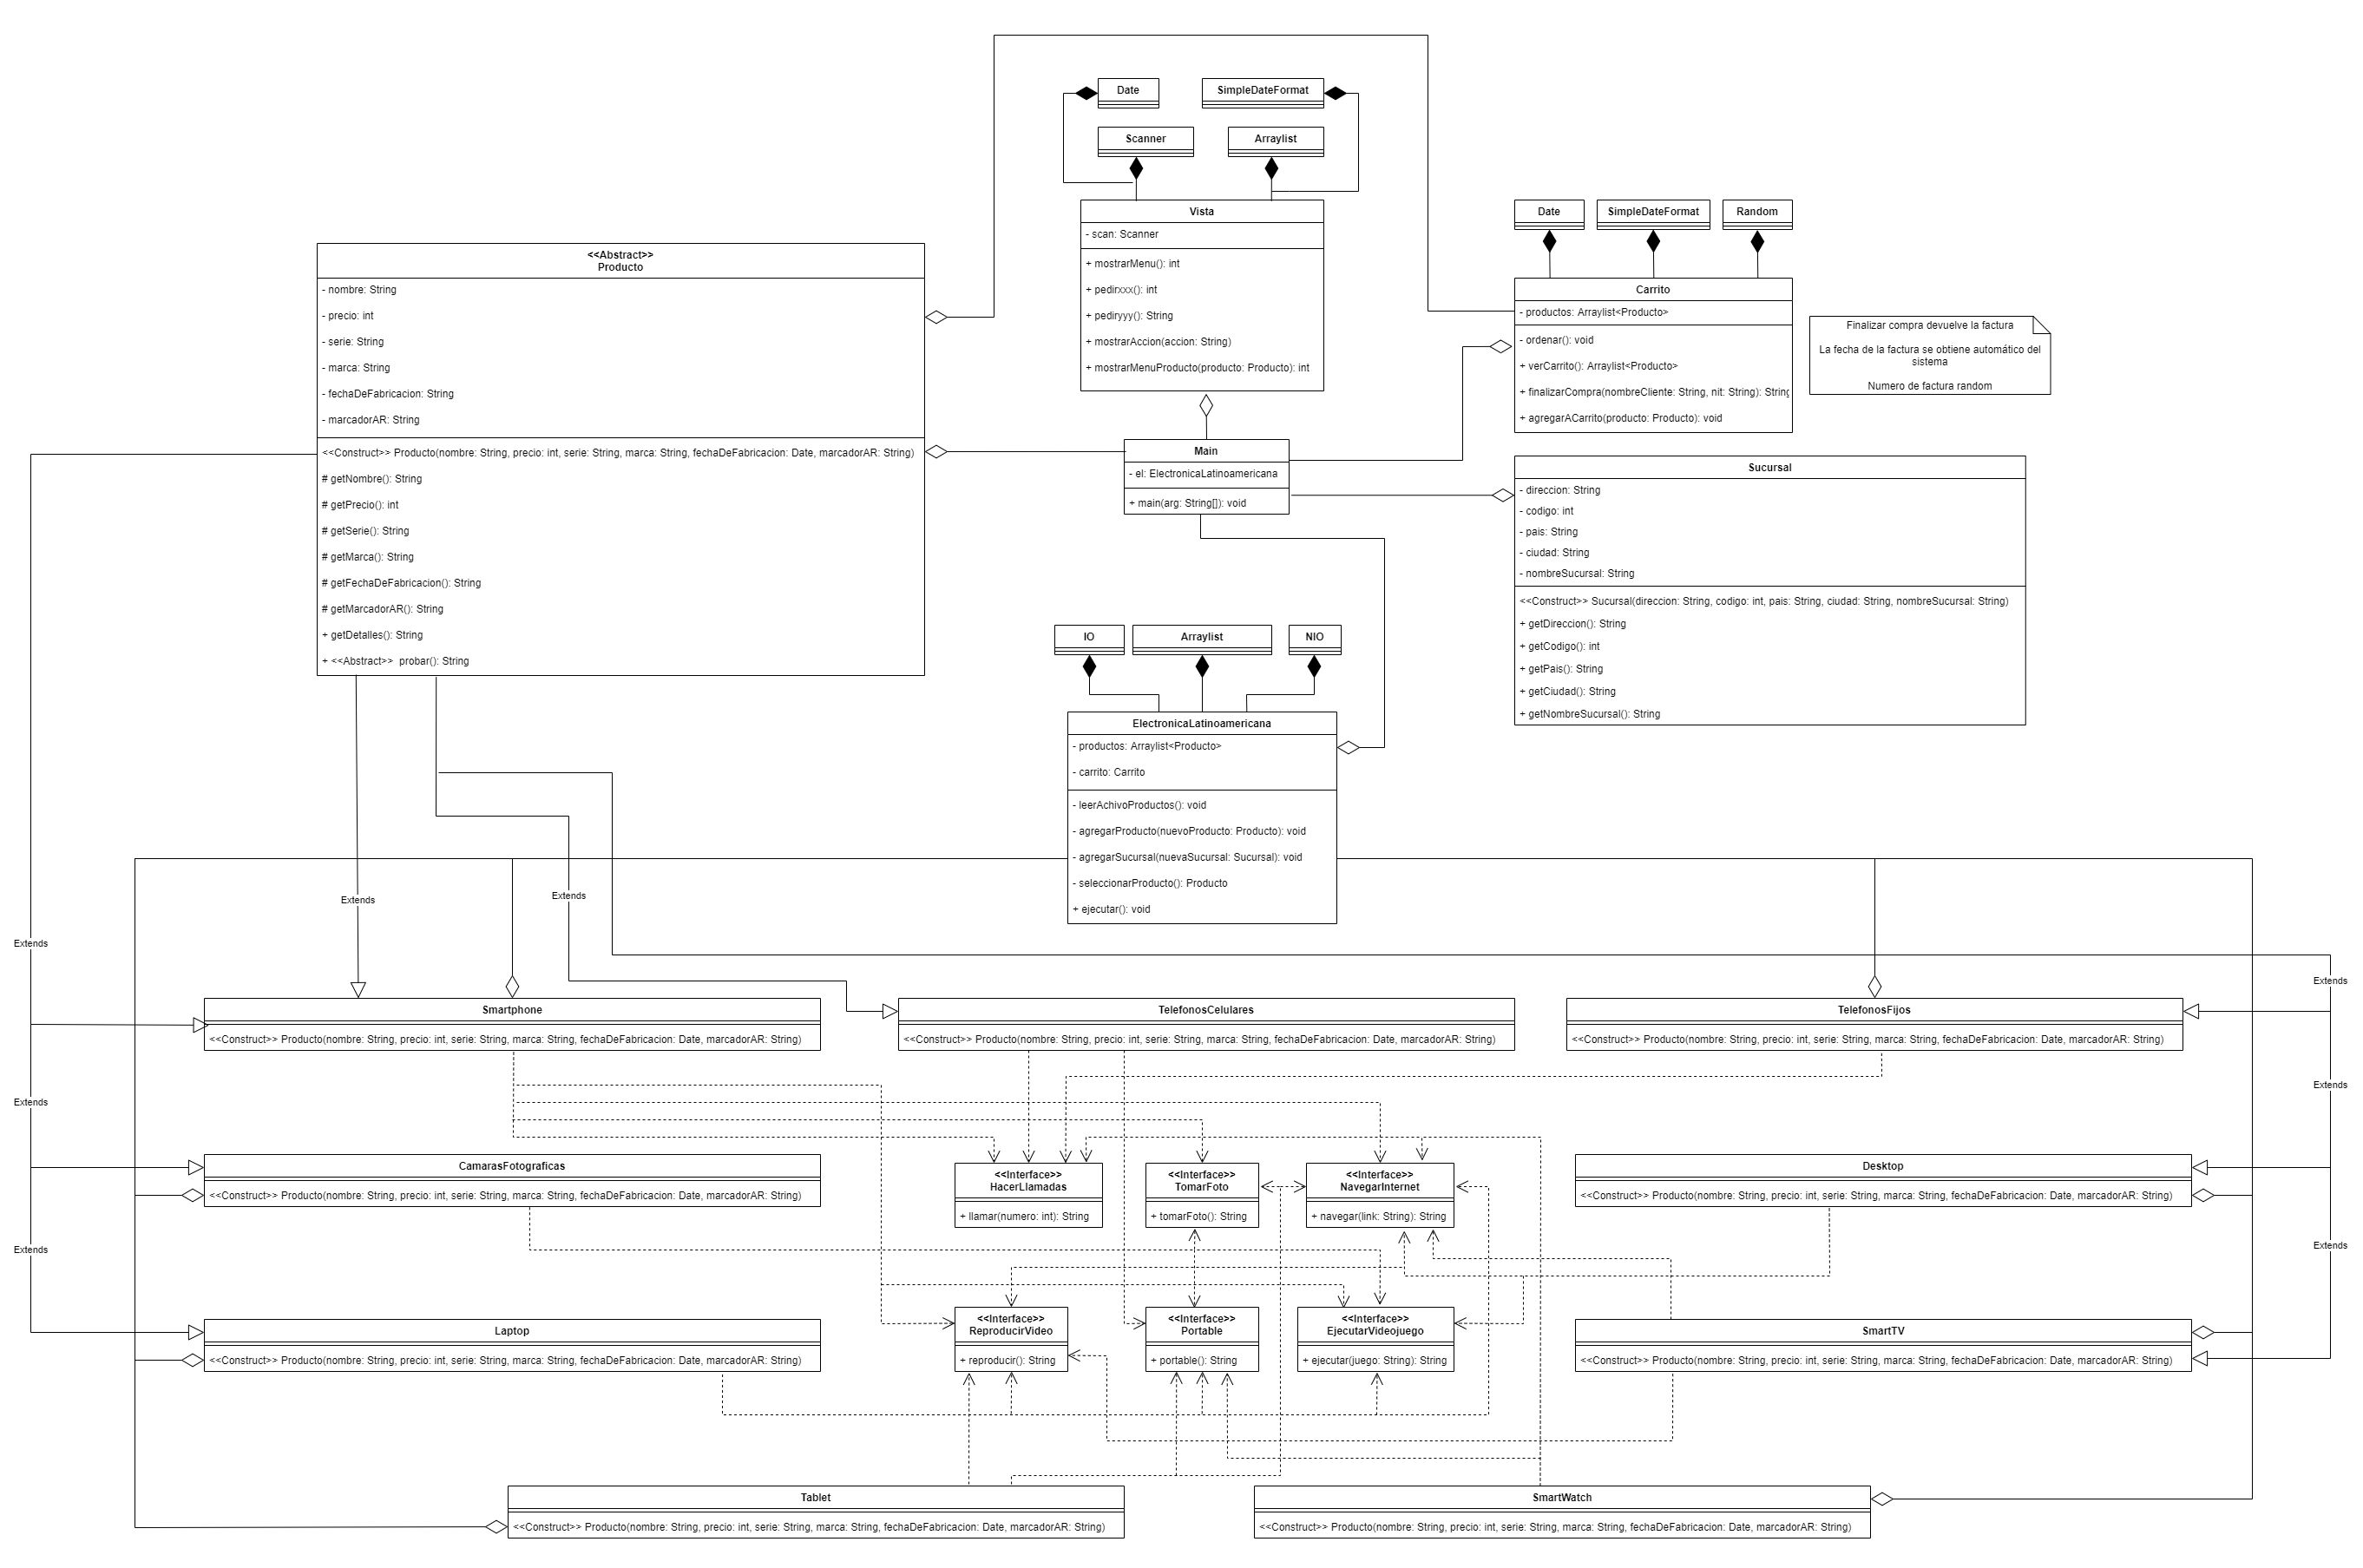 Date
SimpleDateFormat
Scanner
Arraylist
Vista
- scan: Scanner
+ mostrarMenu(): int
+ pedirxxx(): int
+ pediryyy(): String
+ mostrarAccion(accion: String)
+ mostrarMenuProducto(producto: Producto): int
Date
SimpleDateFormat
Random
Carrito
- productos: Arraylist<Producto>
- ordenar(): void
+ verCarrito(): Arraylist<Producto>
+ finalizarCompra(nombreCliente: String, nit: String): String
+ agregarACarrito(producto: Producto): void
Finalizar compra devuelve la factura
La fecha de la factura se obtiene automático del
sistema
Numero de factura random
<<Abstract>>
Producto
- nombre: String
- precio: int
- serie: String
- marca: String
- fechaDeFabricacion: String
- marcadorAR: String
<<Construct>> Producto(nombre: String, precio: int, serie: String, marca: String, fechaDeFabricacion: Date, marcadorAR: String)
# getNombre(): String
# getPrecio(): int
# getSerie(): String
# getMarca(): String
# getFechaDeFabricacion(): String
# getMarcadorAR(): String
+ getDetalles(): String
+ <<Abstract>> probar(): String
Main
- el: ElectronicaLatinoamericana
+ main(arg: String[]): void
Sucursal
- direccion: String
- codigo: int
- pais: String
- ciudad: String
- nombreSucursal: String
<<Construct>> Sucursal(direccion: String, codigo: int, pais: String, ciudad: String, nombreSucursal: String)
+ getDireccion(): String
+ getCodigo(): int
+ getPais(): String
+ getCiudad(): String
+ getNombreSucursal(): String
IO
Arraylist
NIO
ElectronicaLatinoamericana
- productos: Arraylist<Producto>
- carrito: Carrito
- leerAchivoProductos(): void
- agregarProducto(nuevoProducto: Producto): void
- agregarSucursal(nuevaSucursal: Sucursal): void
- seleccionarProducto(): Producto
+ ejecutar(): void
Extends
Extends
Extends
Extends
Smartphone
<<Construct>> Producto(nombre: String, precio: int, serie: String, marca: String, fechaDeFabricacion: Date, marcadorAR: String)
TelefonosCelulares
<<Construct>> Producto(nombre: String, precio: int, serie: String, marca: String, fechaDeFabricacion: Date, marcadorAR: String)
TelefonosFijos
<<Construct>> Producto(nombre: String, precio: int, serie: String, marca: String, fechaDeFabricacion: Date, marcadorAR: String)
Extends
Extends
CamarasFotograficas
<<Construct>> Producto(nombre: String, precio: int, serie: String, marca: String, fechaDeFabricacion: Date, marcadorAR: String)
<<Interface>>
HacerLlamadas
+ llamar(numero: int): String
<<Interface>>
TomarFoto
+ tomarFoto(): String
<<Interface>>
NavegarInternet
+ navegar(link: String): String
Desktop
<<Construct>> Producto(nombre: String, precio: int, serie: String, marca: String, fechaDeFabricacion: Date, marcadorAR: String)
Extends
Extends
Laptop
<<Construct>> Producto(nombre: String, precio: int, serie: String, marca: String, fechaDeFabricacion: Date, marcadorAR: String)
<<Interface>>
ReproducirVideo
+ reproducir(): String
<<Interface>>
Portable
+ portable(): String
<<Interface>>
EjecutarVideojuego
+ ejecutar(juego: String): String
SmartTV
<<Construct>> Producto(nombre: String, precio: int, serie: String, marca: String, fechaDeFabricacion: Date, marcadorAR: String)
Tablet
<<Construct>> Producto(nombre: String, precio: int, serie: String, marca: String, fechaDeFabricacion: Date, marcadorAR: String)
SmartWatch
<<Construct>> Producto(nombre: String, precio: int, serie: String, marca: String, fechaDeFabricacion: Date, marcadorAR: String)